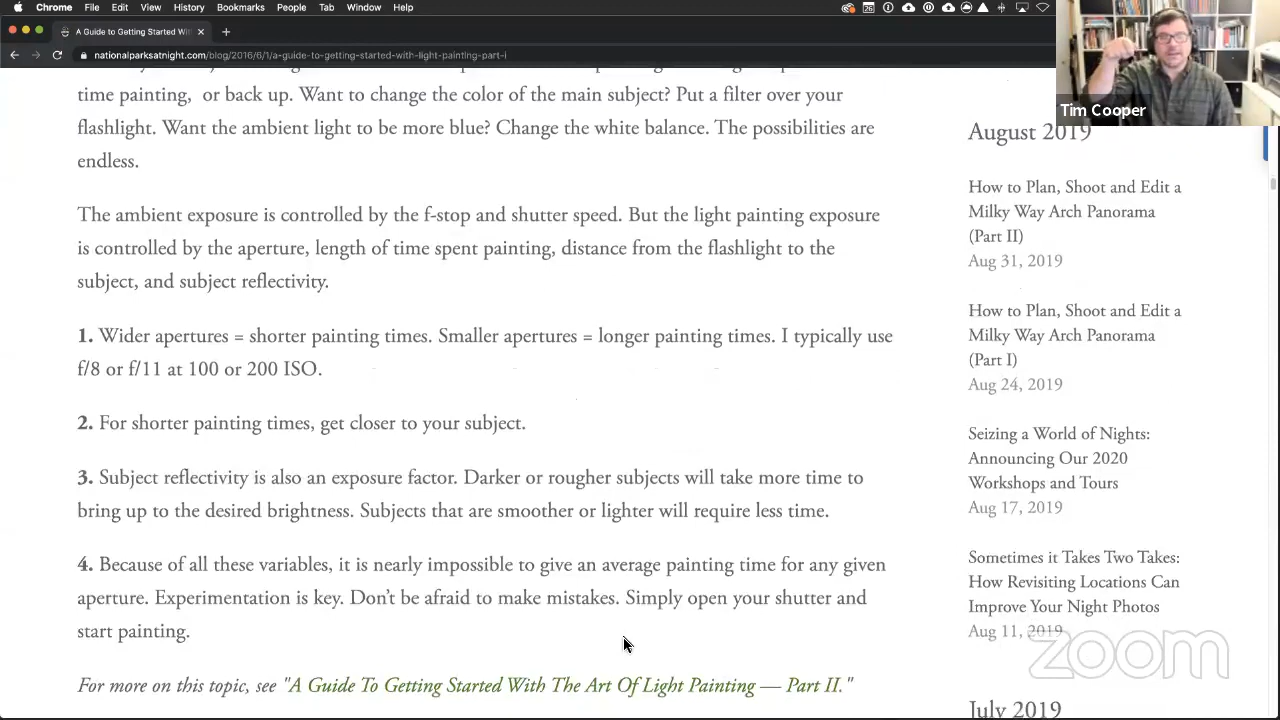 Chrome File Edit View History Bookmarks People Tab Window Help
A Guide to Getting Started Wit
nationalparksatnight.com/blog/2016/6/1/a-guide-to-getting-started-with-light-painting-part-i
time painting, or back up. Want to change the color of the main subject? Put a filter over your
flashlight. Want the ambient light to be more blue? Change the white balance. The possibilities are
endless.
The ambient exposure is controlled by the f-stop and shutter speed. But the light painting exposure
is controlled by the aperture, length of time spent painting, distance from the flashlight to the
subject, and subject reflectivity.
1. Wider apertures = shorter painting times. Smaller apertures = longer painting times. I typically use
f/8 or f/11 at 100 or 200 ISO.
2. For shorter painting times, get closer to your subject.
3. Subject reflectivity is also an exposure factor. Darker or rougher subjects will take more time to
bring up to the desired brightness. Subjects that are smoother or lighter will require less time.
4. Because of all these variables, it is nearly impossible to give an average painting time for any given
aperture. Experimentation is key. Don't be afraid to make mistakes. Simply open your shutter and
start painting.
For more on this topic, see "A Guide To Getting Started With The Art Of Light Painting — Part II."
Tim Cooper
August 2019
How to Plan, Shoot and Edit a
Milky Way Arch Panorama
(Part II)
Aug 31, 2019
How to Plan, Shoot and Edit a
Milky Way Arch Panorama
(Part I)
Aug 24, 2019
Seizing a World of Nights:
Announcing Our 2020
Workshops and Tours
Aug 17, 2019
Sometimes it Takes Two Takes:
How Revisiting Locations Can
Improve Your Night Photos
Aug 11, 2019
zoom
July 2019